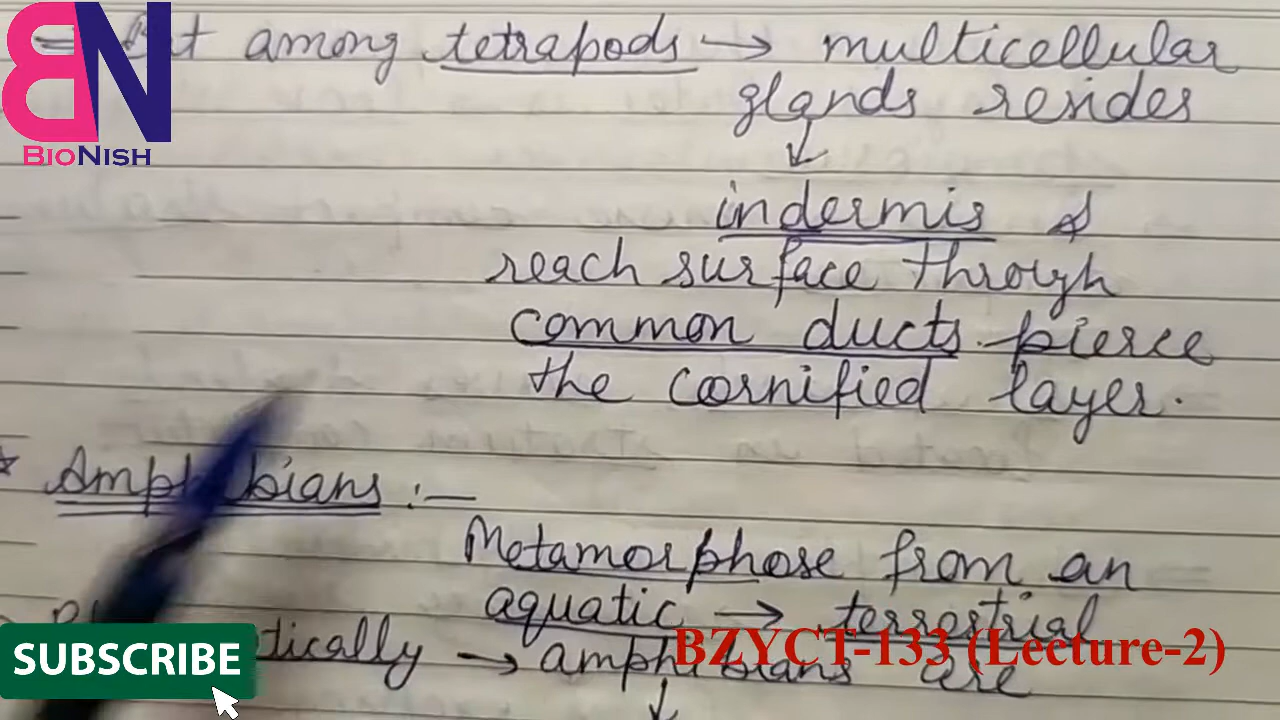 among tetrapods → multicellular
glands resides
↓
indermis &
reach surface through
common ducts pierce
the cornified layer.
Amphibians :—
Metamorphose from an
aquatic → terrestrial
→ amphibians are
↓
BN
BIONISH
SUBSCRIBE
BZYCT-133 (Lecture-2)